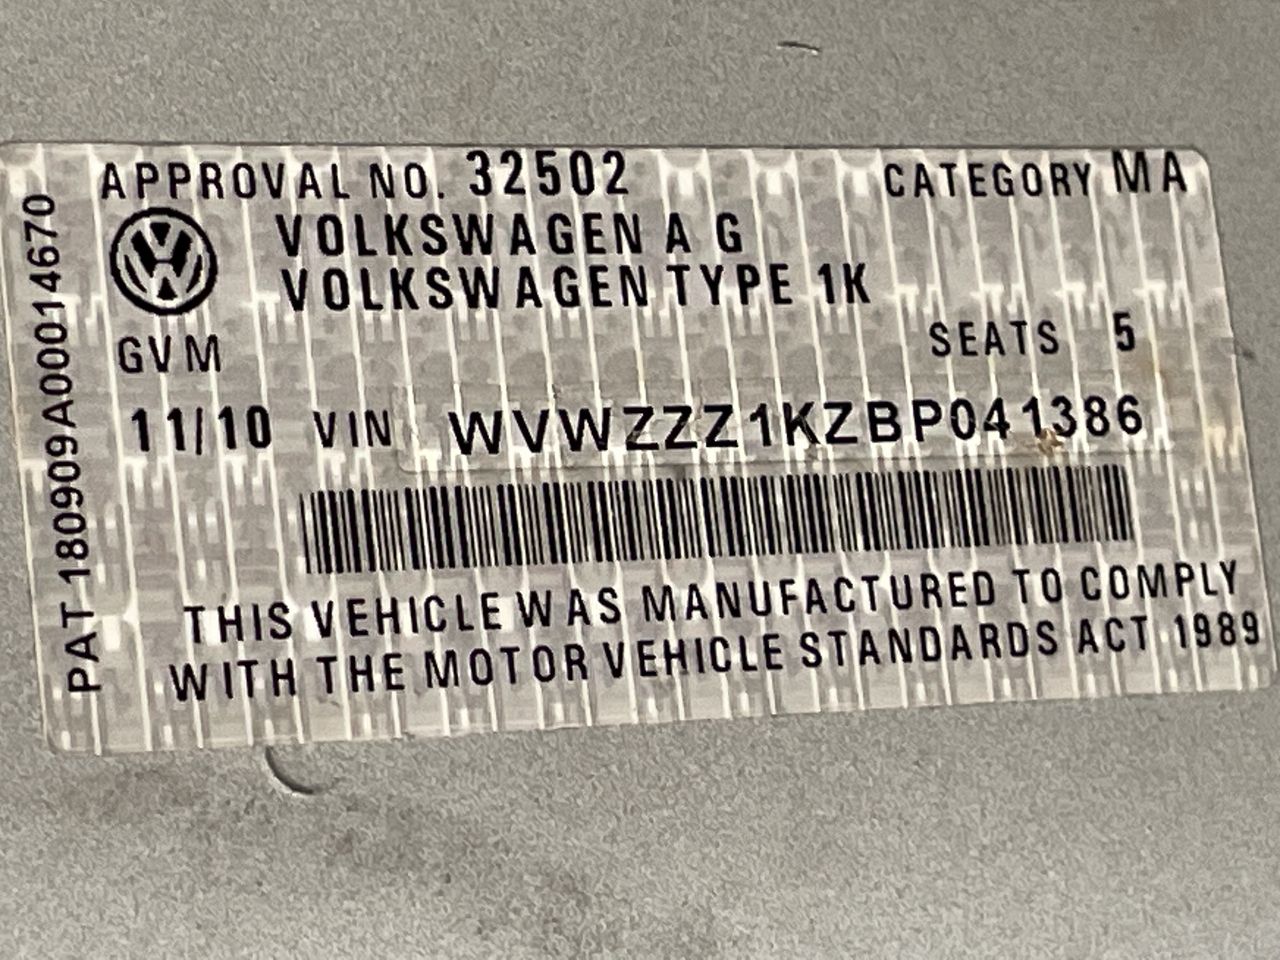 APPROVAL NO. 32502 CATEGORY MA
VOLKSWAGEN A G
VOLKSWAGEN TYPE 1K
GVM SEATS 5
11/10 VIN WVWZZZ1KZBP041386
THIS VEHICLE WAS MANUFACTURED TO COMPLY
WITH THE MOTOR VEHICLE STANDARDS ACT 1989
PAT 180909A00014670